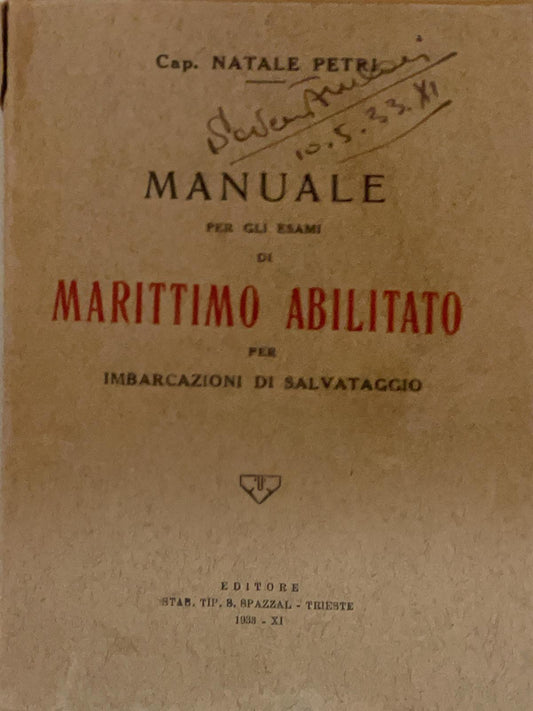 Cap. NATALE PETRI
10.5.33.XI
MANUALE
PER GLI ESAMI
DI
MARITTIMO ABILITATO
PER
IMBARCAZIONI DI SALVATAGGIO
EDITORE
STAB. TIP. S. SPAZZAL - TRIESTE
1933 - XI